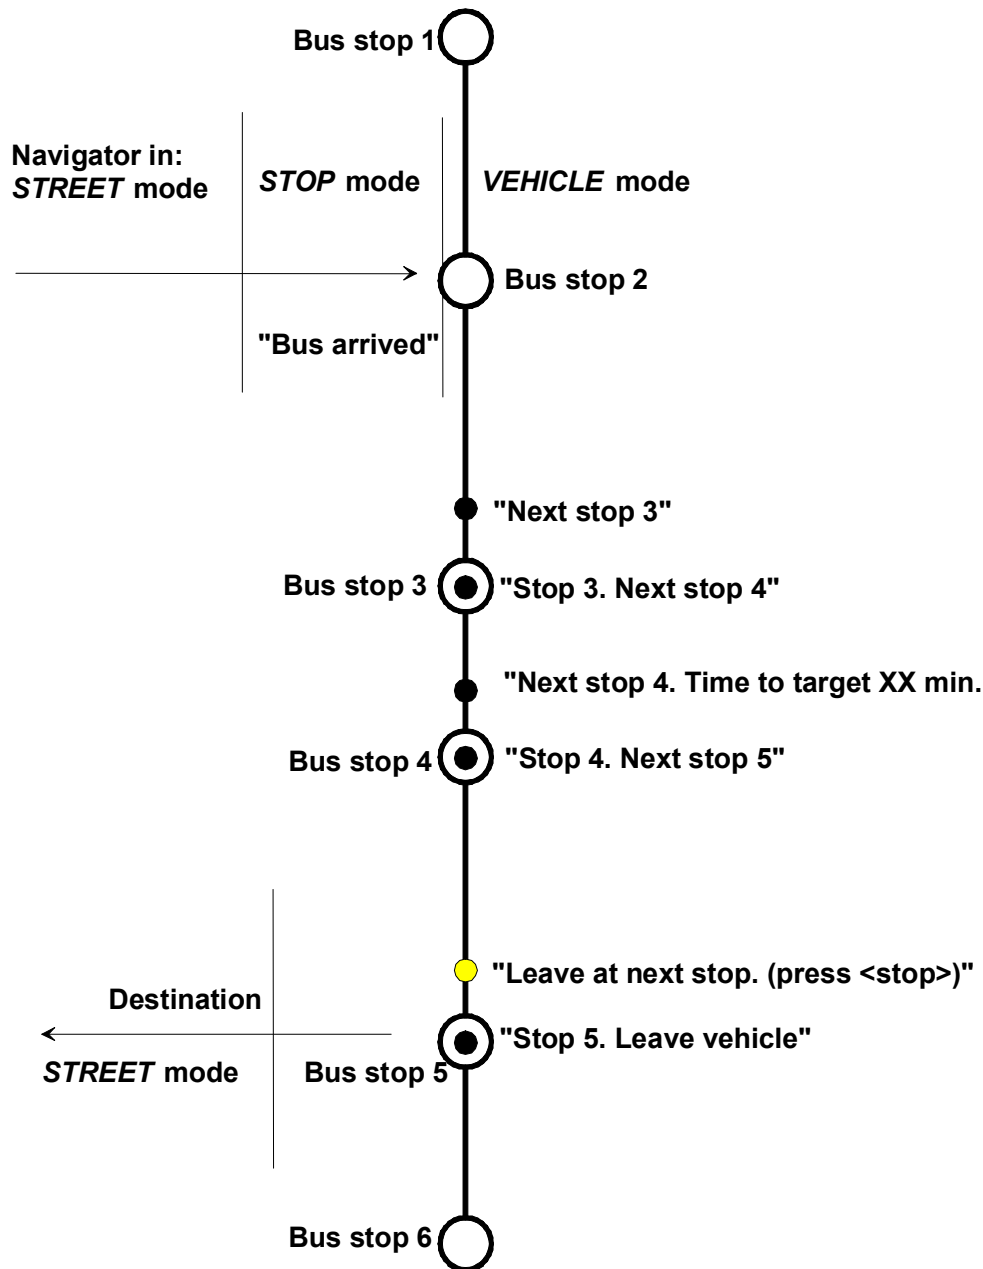 Bus stop 1
Navigator in:
STREET mode
STOP mode
VEHICLE mode
Bus stop 2
"Bus arrived"
"Next stop 3"
Bus stop 3
"Stop 3. Next stop 4"
"Next stop 4. Time to target XX min.
Bus stop 4
"Stop 4. Next stop 5"
"Leave at next stop. (press <stop>)"
Destination
"Stop 5. Leave vehicle"
STREET mode
Bus stop 5
Bus stop 6